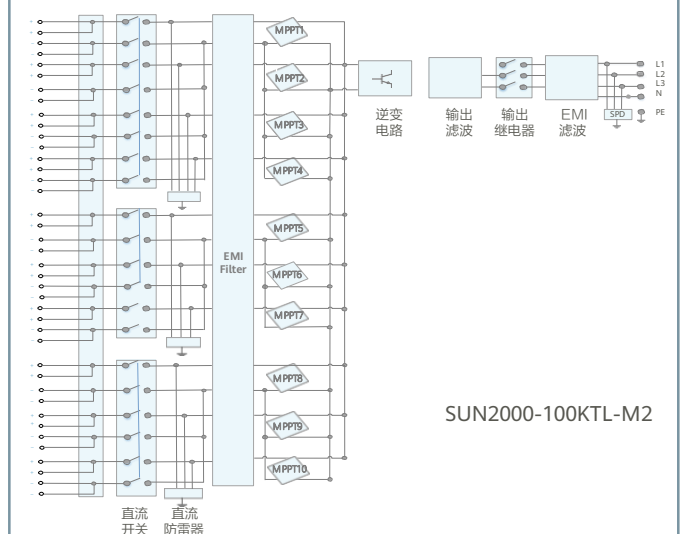 MPPT1
MPPT2
MPPT3
MPPT4
MPPT5
MPPT6
MPPT7
MPPT8
MPPT9
MPPT10
EMI
Filter
逆变
电路
输出
滤波
输出
继电器
EMI
滤波
SPD
L1
L2
L3
N
PE
SUN2000-100KTL-M2
直流
开关
直流
防雷器